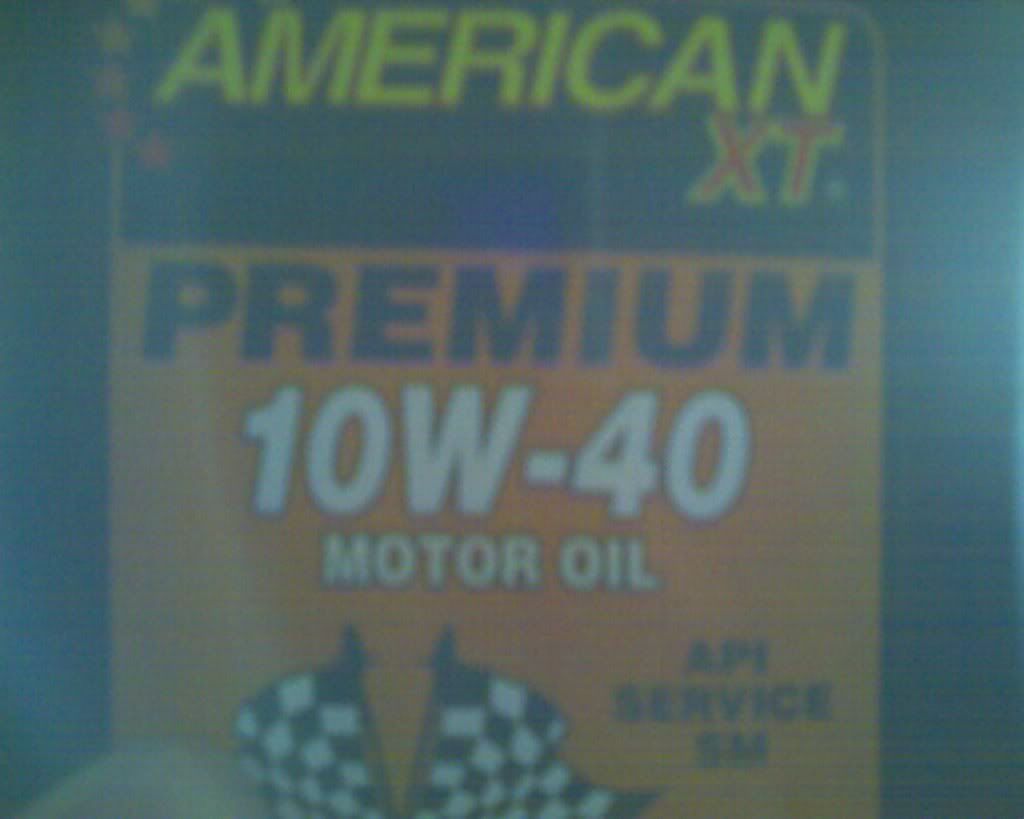 AMERICAN
XT
PREMIUM
10W-40
MOTOR OIL
API
SERVICE
SM